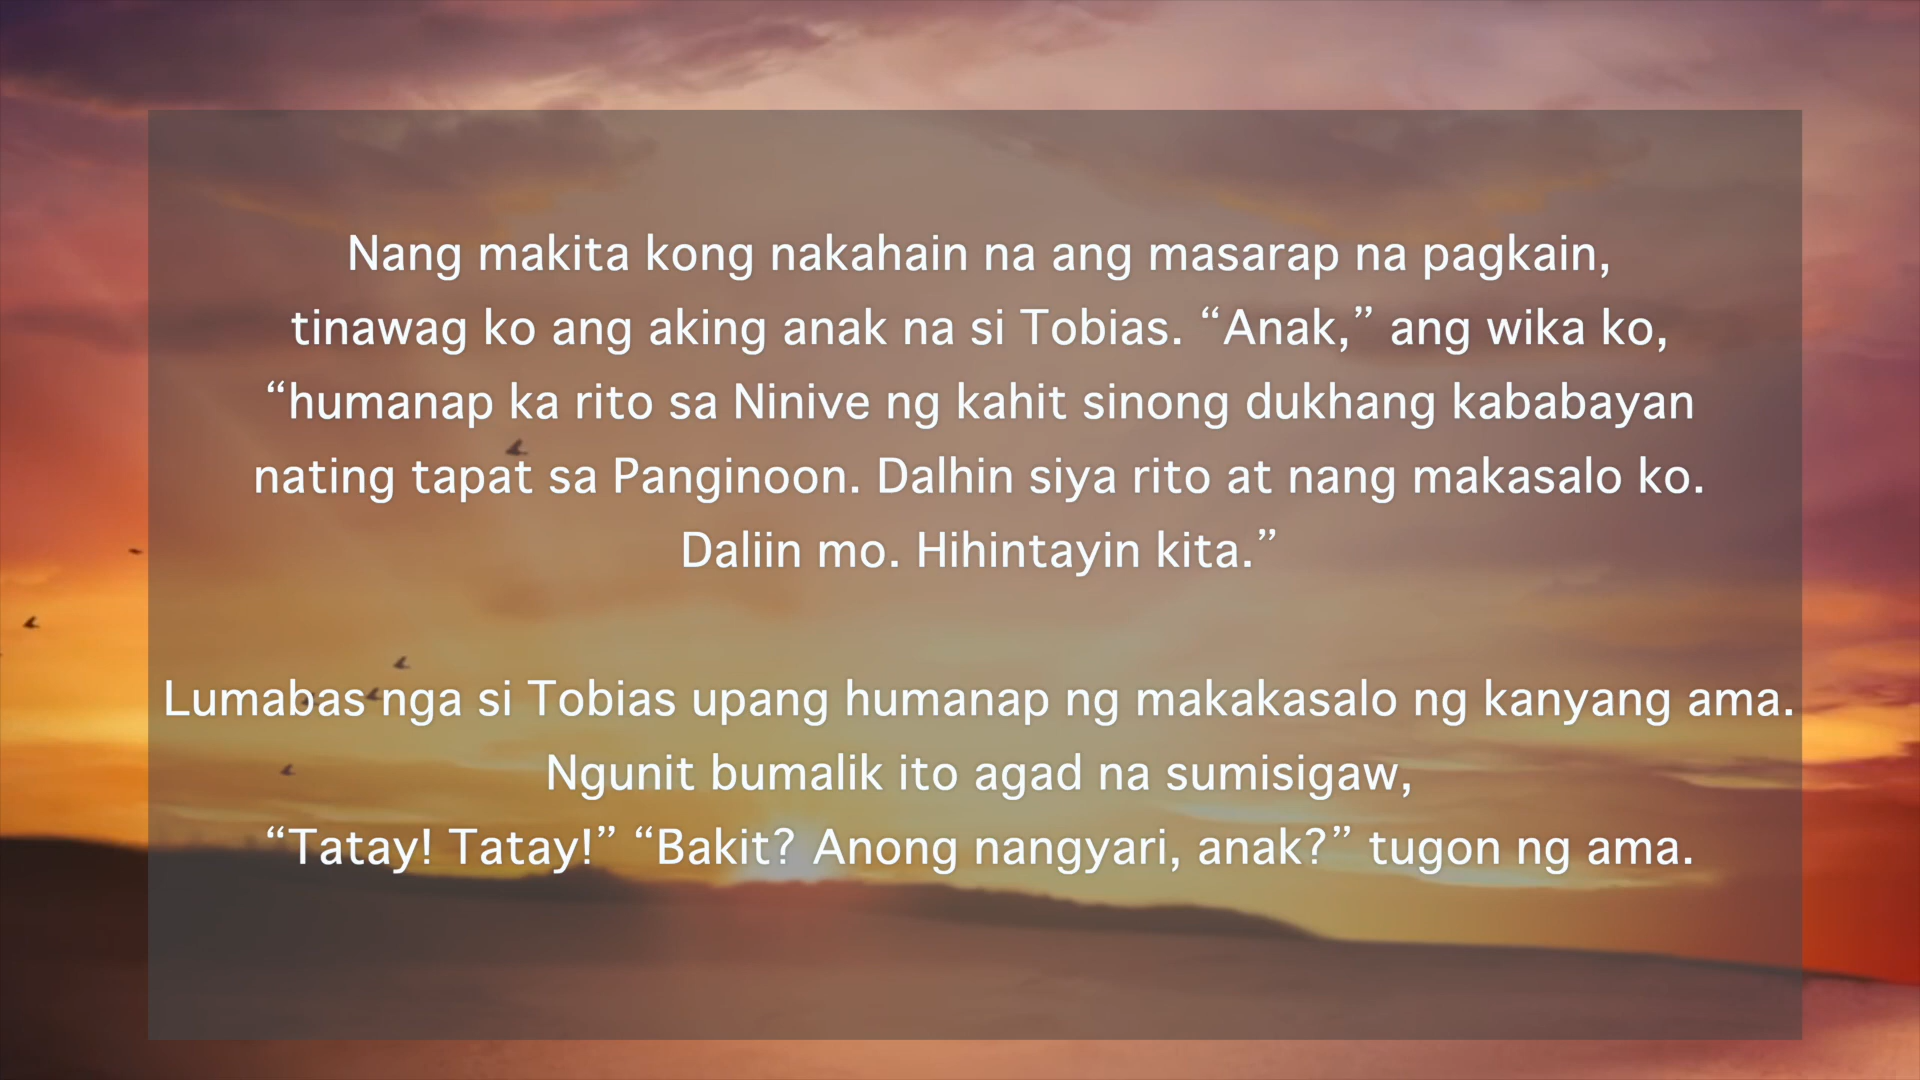 Nang makita kong nakahain na ang masarap na pagkain,
tinawag ko ang aking anak na si Tobias. “Anak,” ang wika ko,
“humanap ka rito sa Ninive ng kahit sinong dukhang kababayan
nating tapat sa Panginoon. Dalhin siya rito at nang makasalo ko.
Daliin mo. Hihintayin kita.”
Lumabas nga si Tobias upang humanap ng makakasalo ng kanyang ama.
Ngunit bumalik ito agad na sumisigaw,
“Tatay! Tatay!” “Bakit? Anong nangyari, anak?” tugon ng ama.